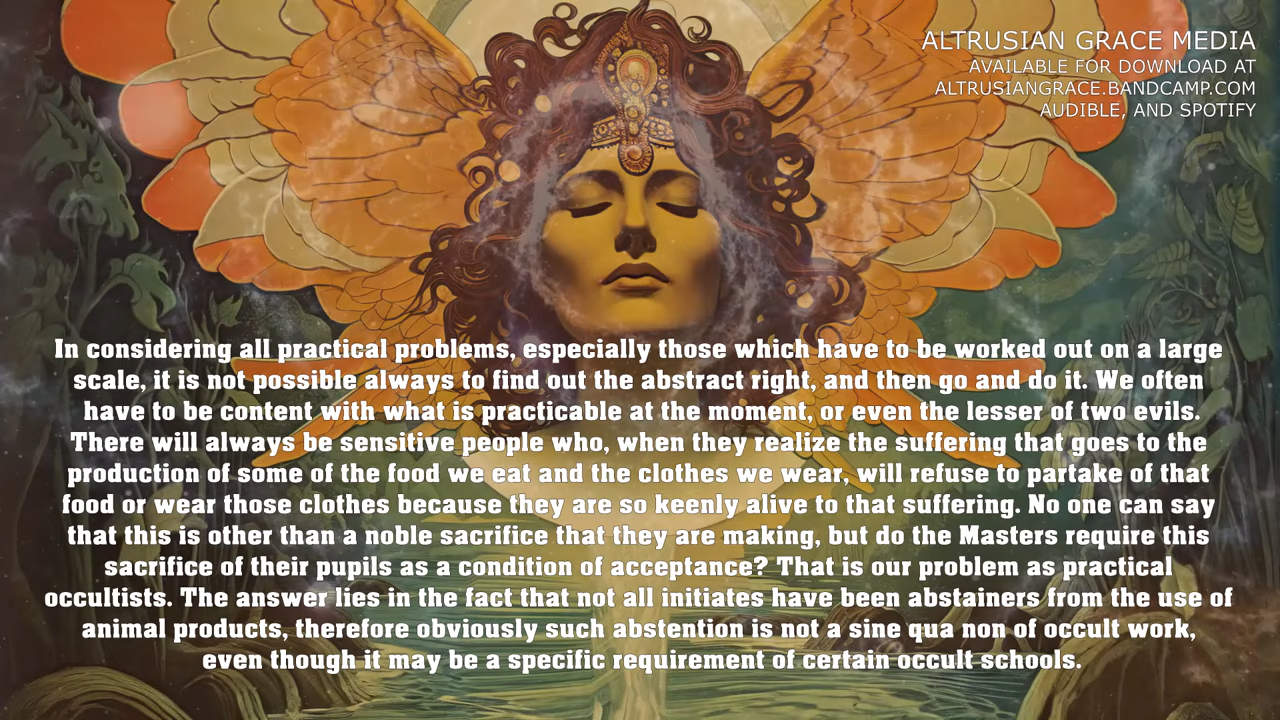 ALTRUSIAN GRACE MEDIA
AVAILABLE FOR DOWNLOAD AT
ALTRUSIANGRACE.BANDCAMP.COM
AUDIBLE, AND SPOTIFY
In considering all practical problems, especially those which have to be worked out on a large
scale, it is not possible always to find out the abstract right, and then go and do it. We often
have to be content with what is practicable at the moment, or even the lesser of two evils.
There will always be sensitive people who, when they realize the suffering that goes to the
production of some of the food we eat and the clothes we wear, will refuse to partake of that
food or wear those clothes because they are so keenly alive to that suffering. No one can say
that this is other than a noble sacrifice that they are making, but do the Masters require this
sacrifice of their pupils as a condition of acceptance? That is our problem as practical
occultists. The answer lies in the fact that not all initiates have been abstainers from the use of
animal products, therefore obviously such abstention is not a sine qua non of occult work,
even though it may be a specific requirement of certain occult schools.